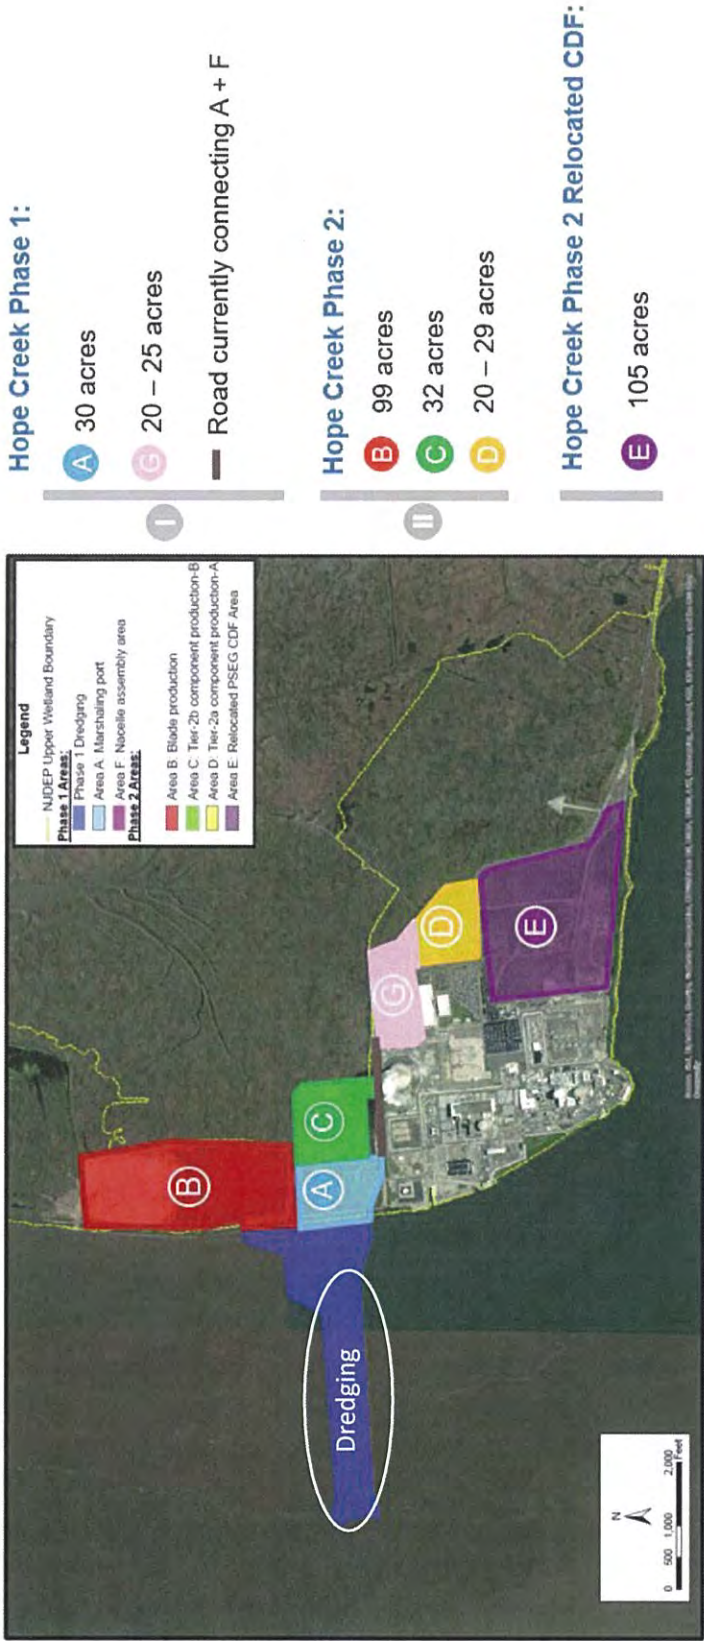 Hope Creek Phase 1:
A 30 acres
G 20 – 25 acres
Road currently connecting A + F
I
Hope Creek Phase 2:
B 99 acres
C 32 acres
D 20 – 29 acres
II
Hope Creek Phase 2 Relocated CDF:
E 105 acres
Legend
NJDEP Upper Wetland Boundary
Phase 1 Areas:
Phase 1 Dredging
Area A: Marshaling port
Area F: Nacelle assembly area
Phase 2 Areas:
Area B: Blade production
Area C: Tier-2b component production-B
Area D: Tier-2a component production-A
Area E: Relocated PSEG CDF Area
B
A
C
G
D
E
Dredging
N
0 500 1,000 2,000
Feet